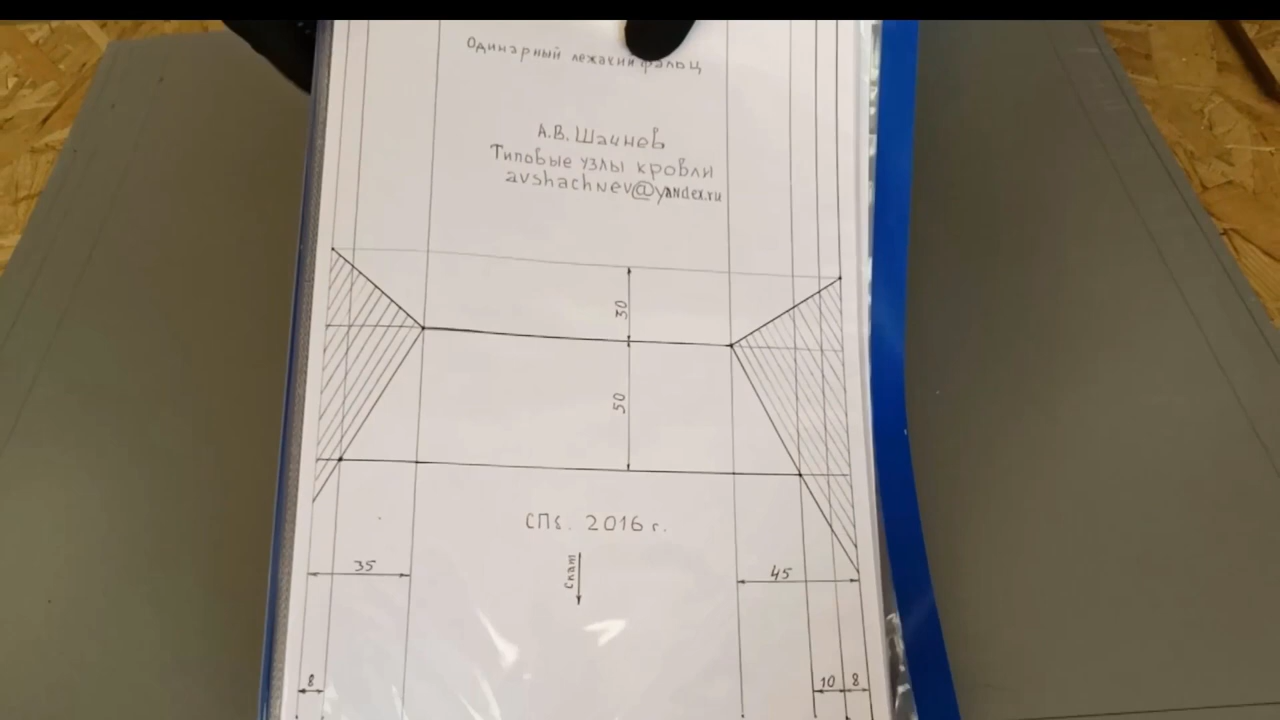 Одинарный лежачий фальц
А.В. Шачнев
Типовые узлы кровли
avshachnev@yandex.ru
30
50
СПб. 2016 г.
Скат
35
45
8
10
8